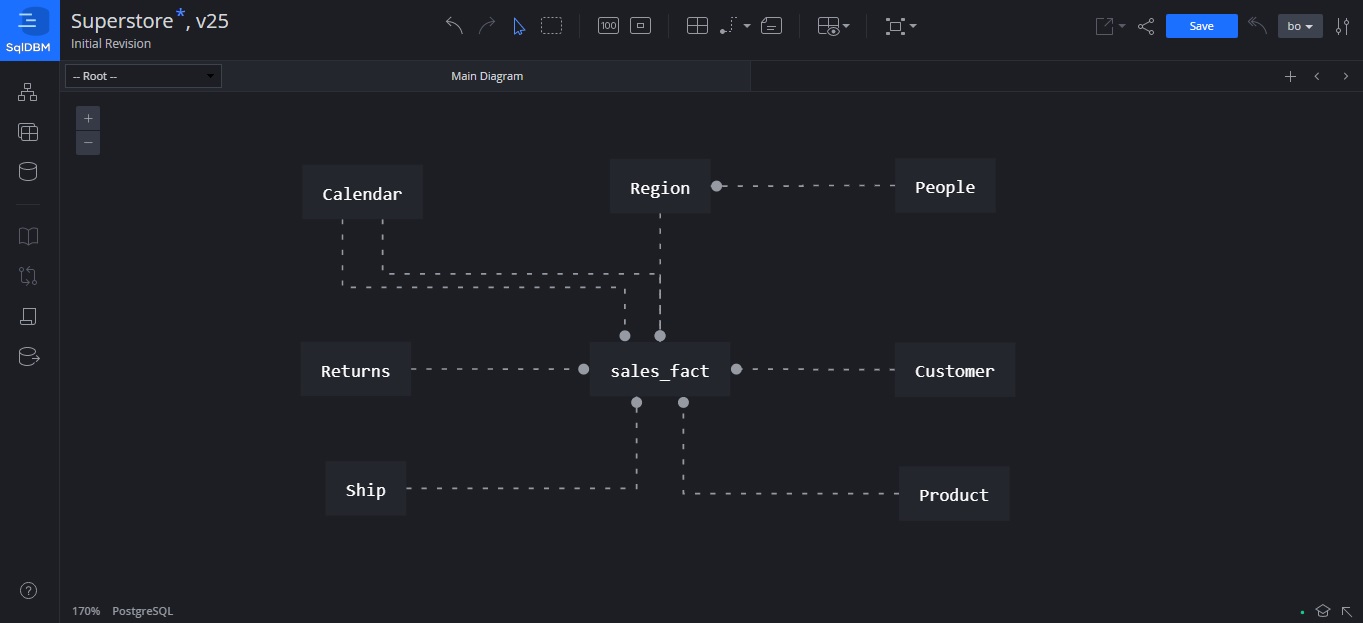 Superstore*, v25
Initial Revision
SqlDBM
100
Save
bo
-- Root --
Main Diagram
+
−
Calendar
Region
People
Returns
sales_fact
Customer
Ship
Product
?
170% PostgreSQL